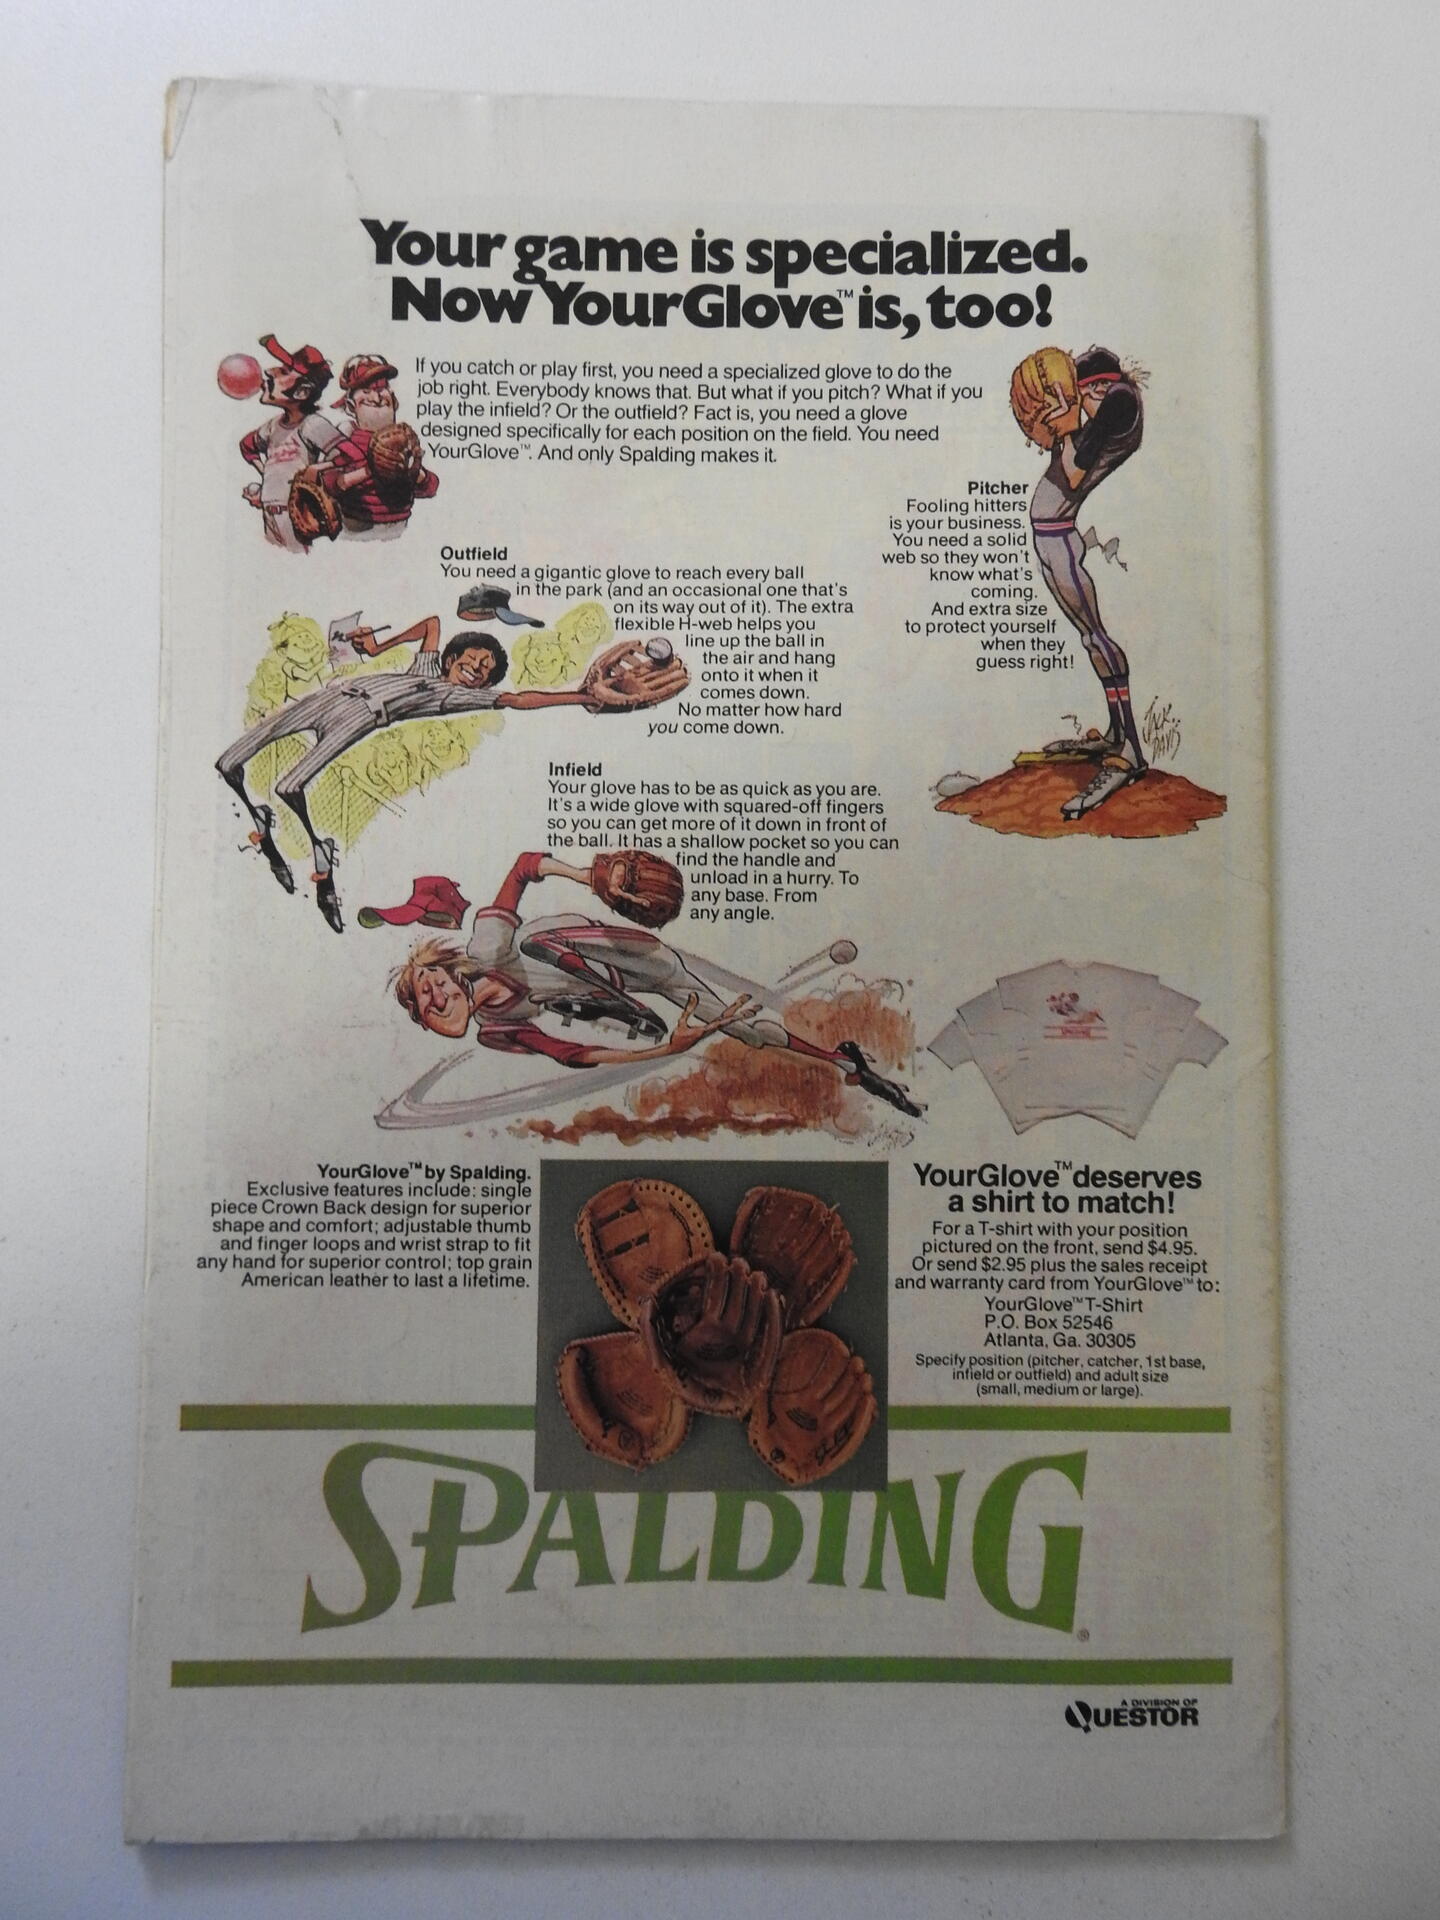 Your game is specialized.
Now YourGlove™ is, too!
If you catch or play first, you need a specialized glove to do the
job right. Everybody knows that. But what if you pitch? What if you
play the infield? Or the outfield? Fact is, you need a glove
designed specifically for each position on the field. You need
YourGlove™. And only Spalding makes it.
Pitcher
Fooling hitters
is your business.
You need a solid
web so they won't
know what's
coming.
And extra size
to protect yourself
when they
guess right!
JACK
DAVIS
Outfield
You need a gigantic glove to reach every ball
in the park (and an occasional one that's
on its way out of it). The extra
flexible H-web helps you
line up the ball in
the air and hang
onto it when it
comes down.
No matter how hard
you come down.
Infield
Your glove has to be as quick as you are.
It's a wide glove with squared-off fingers
so you can get more of it down in front of
the ball. It has a shallow pocket so you can
find the handle and
unload in a hurry. To
any base. From
any angle.
SPALDING
YourGlove™ by Spalding.
Exclusive features include: single
piece Crown Back design for superior
shape and comfort; adjustable thumb
and finger loops and wrist strap to fit
any hand for superior control; top grain
American leather to last a lifetime.
YourGlove™ deserves
a shirt to match!
For a T-shirt with your position
pictured on the front, send $4.95.
Or send $2.95 plus the sales receipt
and warranty card from YourGlove™ to:
YourGlove™ T-Shirt
P.O. Box 52546
Atlanta, Ga. 30305
Specify position (pitcher, catcher, 1st base,
infield or outfield) and adult size
(small, medium or large).
SPALDING®
A DIVISION OF
QUESTOR